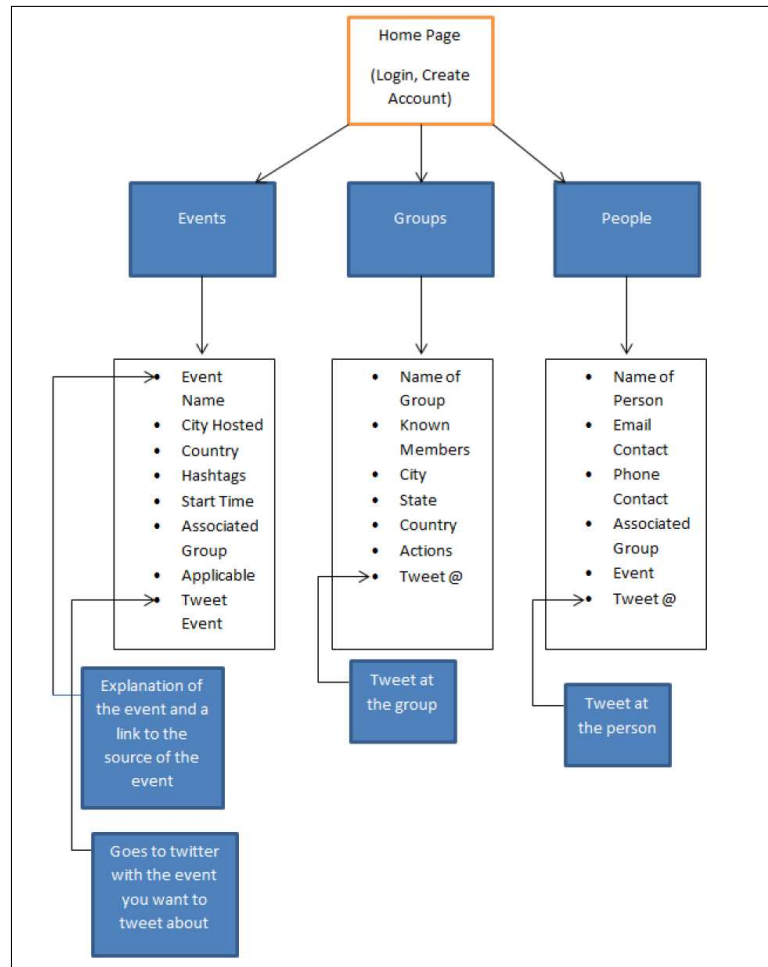 Home Page
(Login, Create
Account)
Events
Groups
People
Event
Name
City Hosted
Country
Hashtags
Start Time
Associated
Group
Applicable
Tweet
Event
Name of
Group
Known
Members
City
State
Country
Actions
Tweet @
Name of
Person
Email
Contact
Phone
Contact
Associated
Group
Event
Tweet @
Explanation of
the event and a
link to the
source of the
event
Tweet at
the group
Tweet at
the person
Goes to twitter
with the event
you want to
tweet about